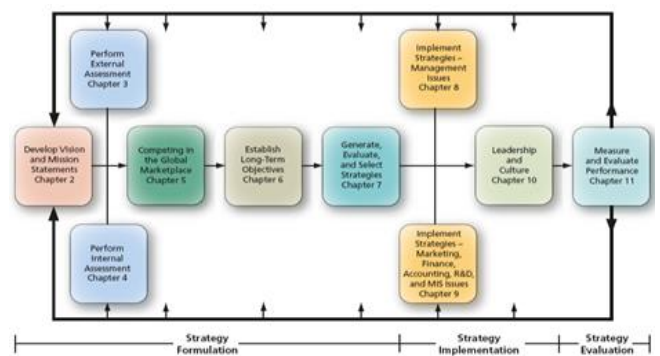 Perform
External
Assessment
Chapter 3
Implement
Strategies –
Management
Issues
Chapter 8
Develop Vision
and Mission
Statements
Chapter 2
Competing in
the Global
Marketplace
Chapter 5
Establish
Long-Term
Objectives
Chapter 6
Generate,
Evaluate,
and Select
Strategies
Chapter 7
Leadership
and
Culture
Chapter 10
Measure
and Evaluate
Performance
Chapter 11
Perform
Internal
Assessment
Chapter 4
Implement
Strategies –
Marketing,
Finance,
Accounting, R&D,
and MIS Issues
Chapter 9
Strategy
Formulation
Strategy
Implementation
Strategy
Evaluation